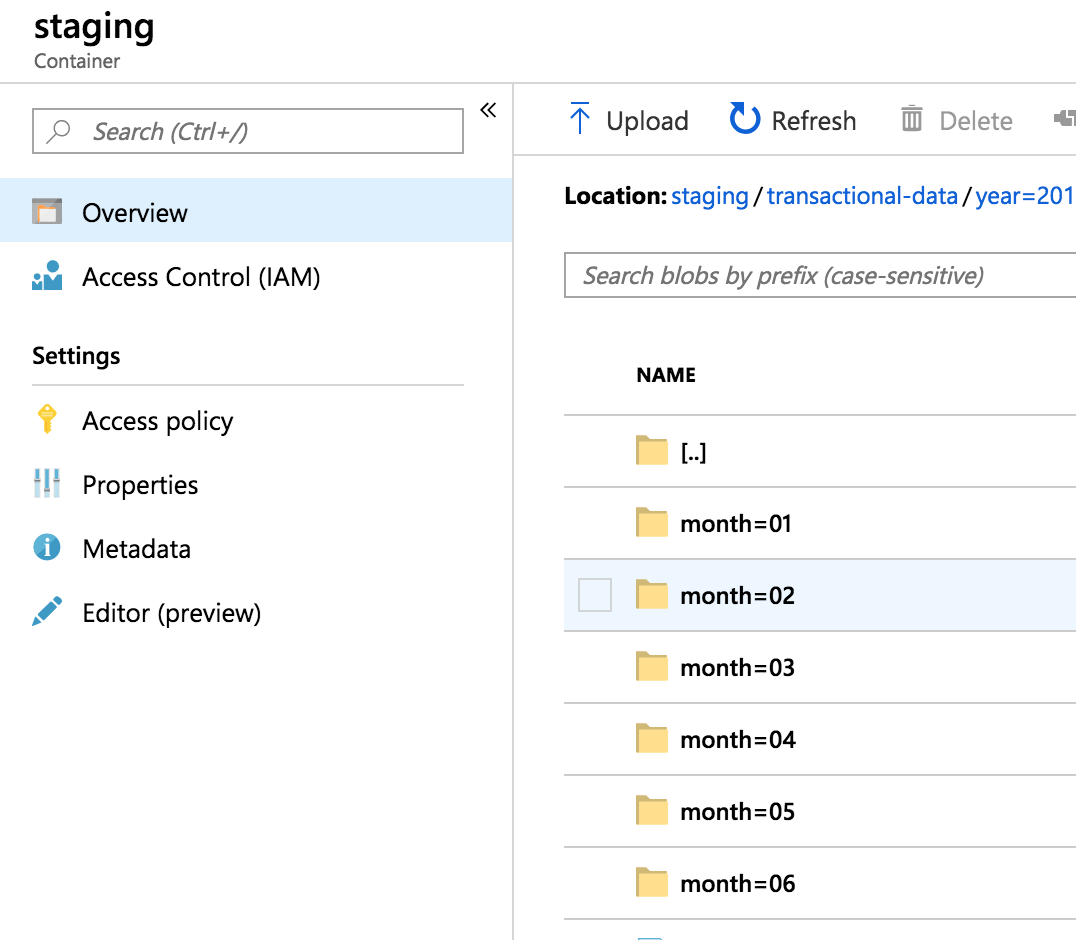 staging
Container
Search (Ctrl+/)
«
Overview
Access Control (IAM)
Settings
Access policy
Properties
Metadata
Editor (preview)
Upload Refresh Delete
Location: staging / transactional-data / year=201
Search blobs by prefix (case-sensitive)
NAME
[..]
month=01
month=02
month=03
month=04
month=05
month=06